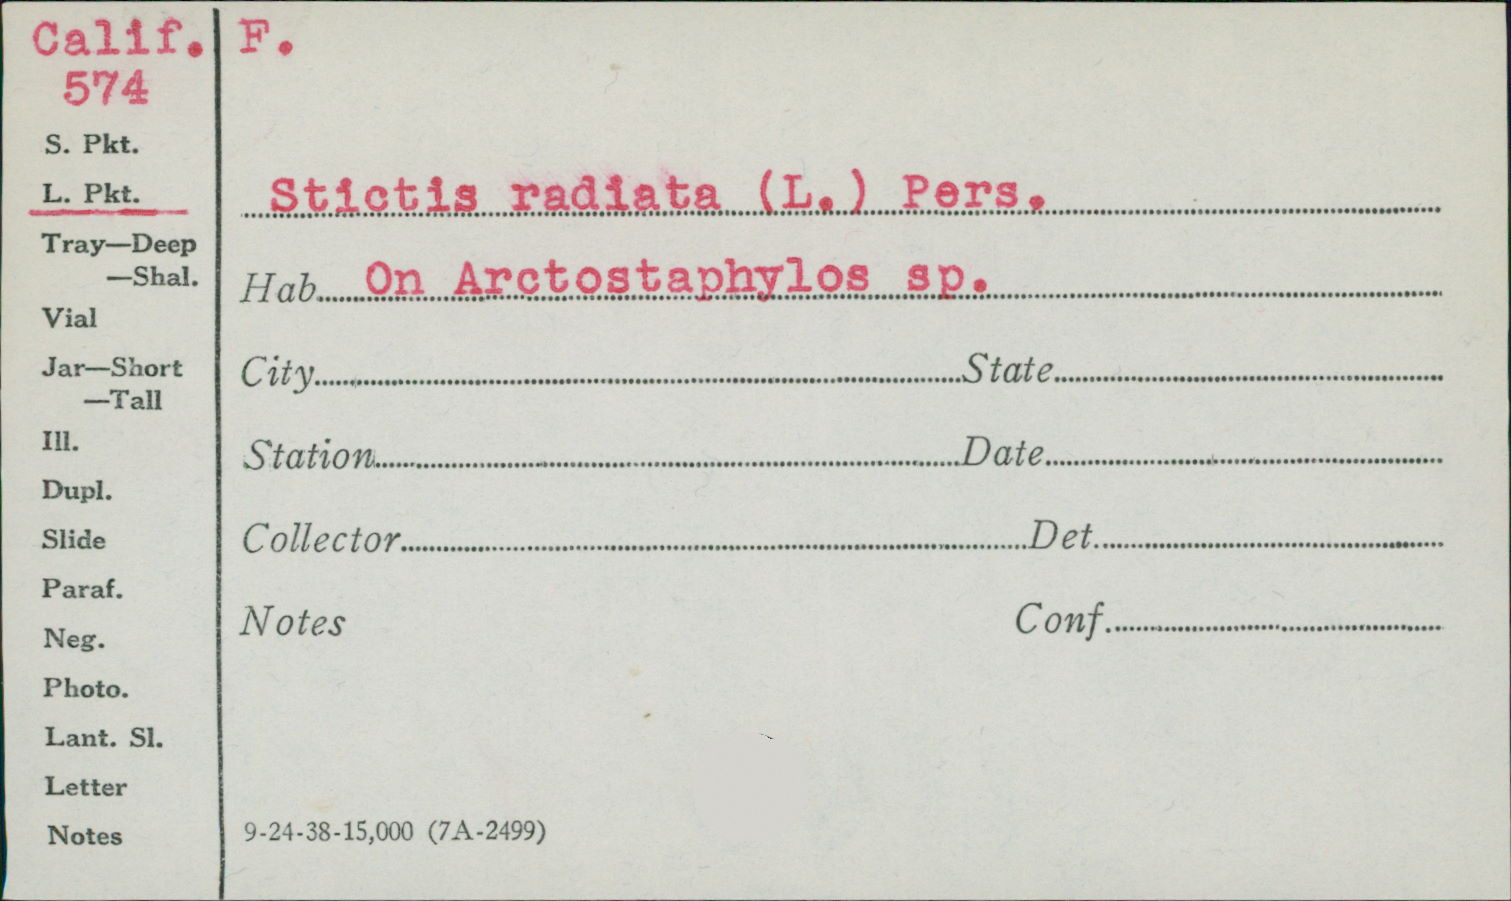 Calif.
574
S. Pkt.
L. Pkt.
Tray—Deep
—Shal.
Vial
Jar—Short
—Tall
Ill.
Dupl.
Slide
Paraf.
Neg.
Photo.
Lant. Sl.
Letter
Notes
F.
Stictis radiata (L.) Pers.
Hab. On Arctostaphylos sp.
City State
Station Date
Collector Det.
Notes Conf.
9-24-38-15,000 (7A-2499)